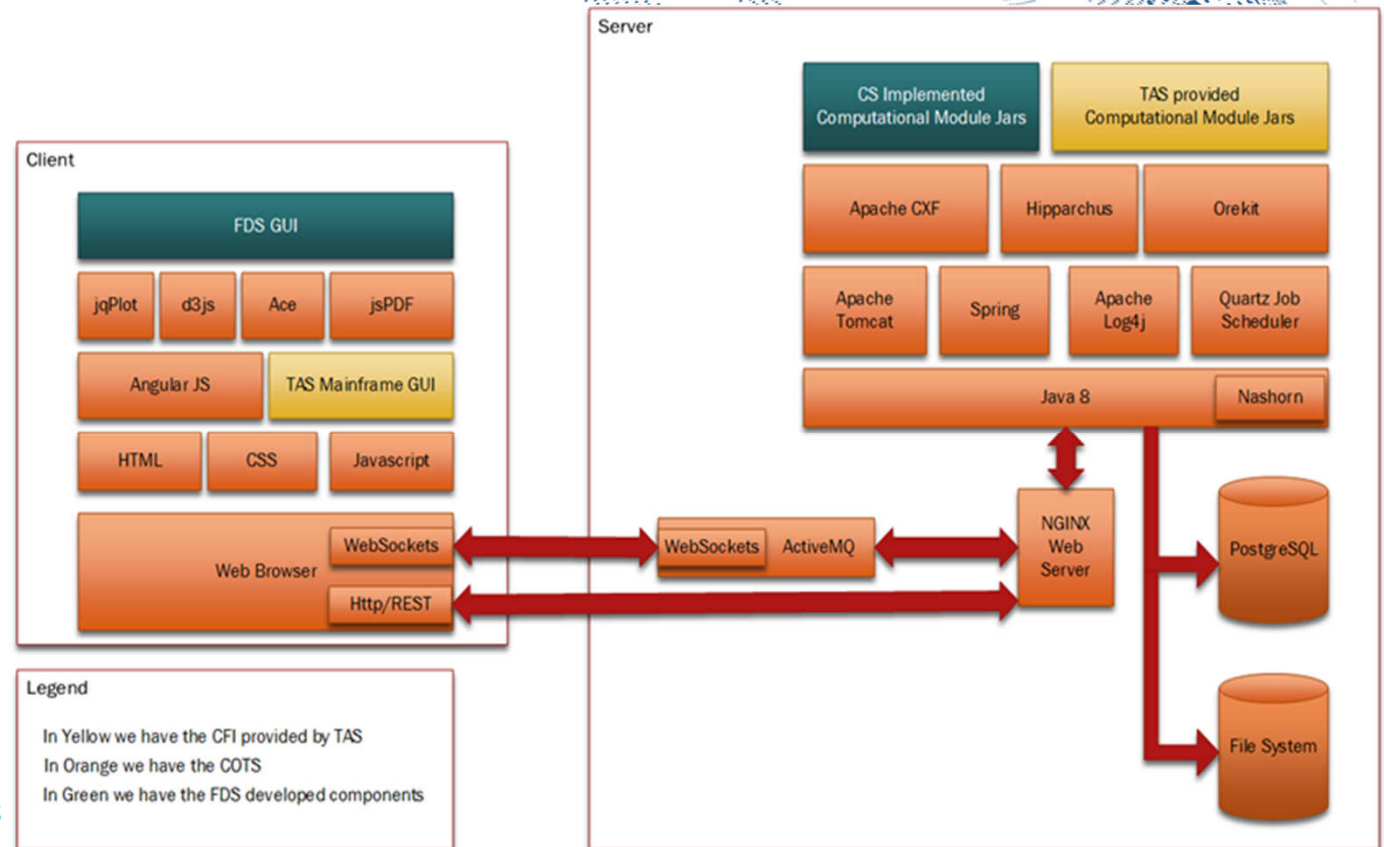 Server
CS Implemented
Computational Module Jars
TAS provided
Computational Module Jars
Client
FDS GUI
Apache CXF
Hipparchus
Orekit
jqPlot
d3js
Ace
jsPDF
Apache
Tomcat
Spring
Apache
Log4j
Quartz Job
Scheduler
Angular JS
TAS Mainframe GUI
Java 8
Nashorn
HTML
CSS
Javascript
WebSockets
Web Browser
Http/REST
WebSockets
ActiveMQ
NGINX
Web
Server
PostgreSQL
File System
Legend
In Yellow we have the CFI provided by TAS
In Orange we have the COTS
In Green we have the FDS developed components